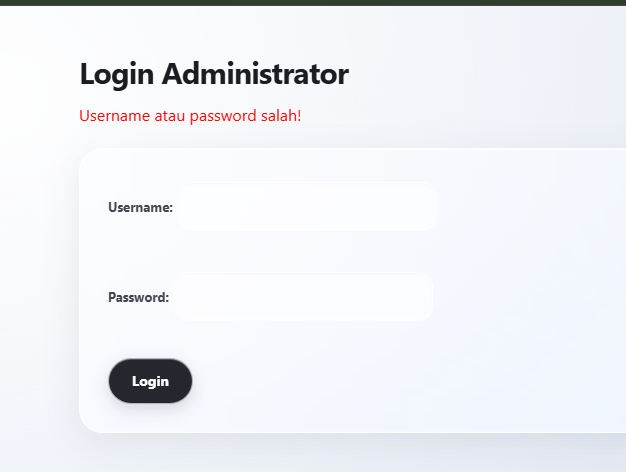 Login Administrator
Username atau password salah!
Username:
Password:
Login